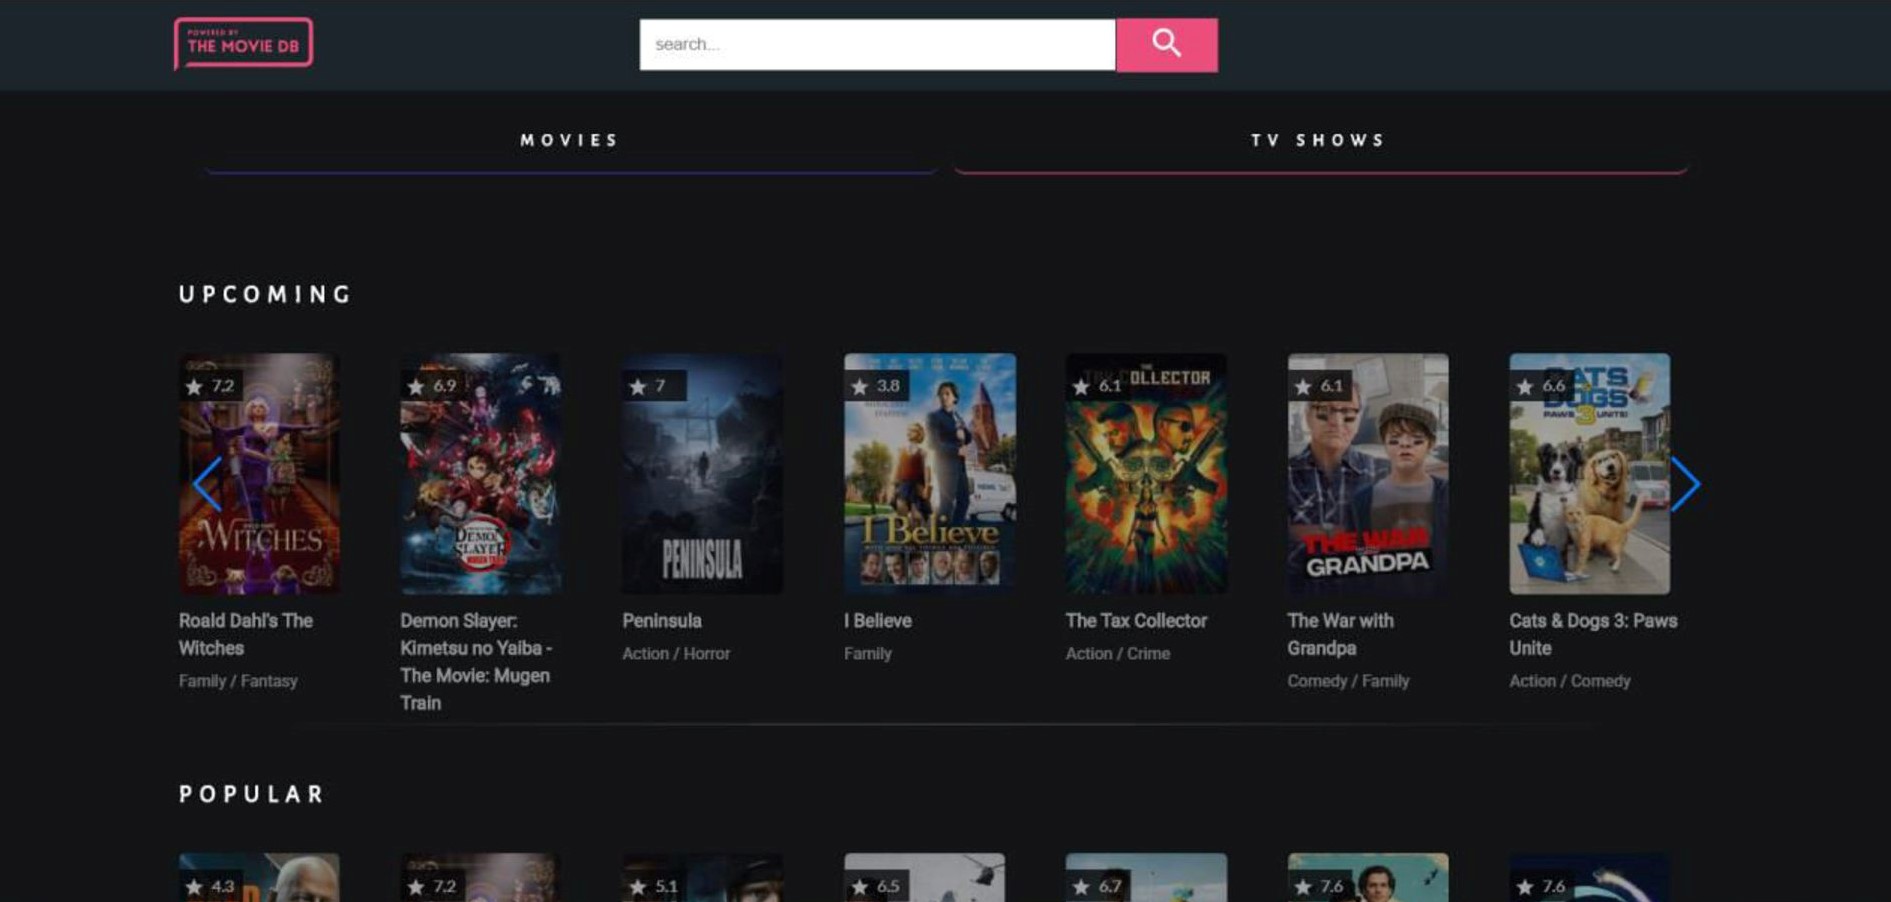 POWERED BY
THE MOVIE DB
search...
MOVIES
TV SHOWS
UPCOMING
7.2
6.9
7
3.8
6.1
6.1
6.6
WITCHES
DEMON
SLAYER
MUGEN TRAIN
PENINSULA
I Believe
THE
TAX COLLECTOR
THE WAR
WITH
GRANDPA
CATS
DOGS
3
PAWS UNITE!
Roald Dahl's The
Witches
Family / Fantasy
Demon Slayer:
Kimetsu no Yaiba -
The Movie: Mugen
Train
Peninsula
Action / Horror
I Believe
Family
The Tax Collector
Action / Crime
The War with
Grandpa
Comedy / Family
Cats & Dogs 3: Paws
Unite
Action / Comedy
POPULAR
4.3
7.2
5.1
6.5
6.7
7.6
7.6